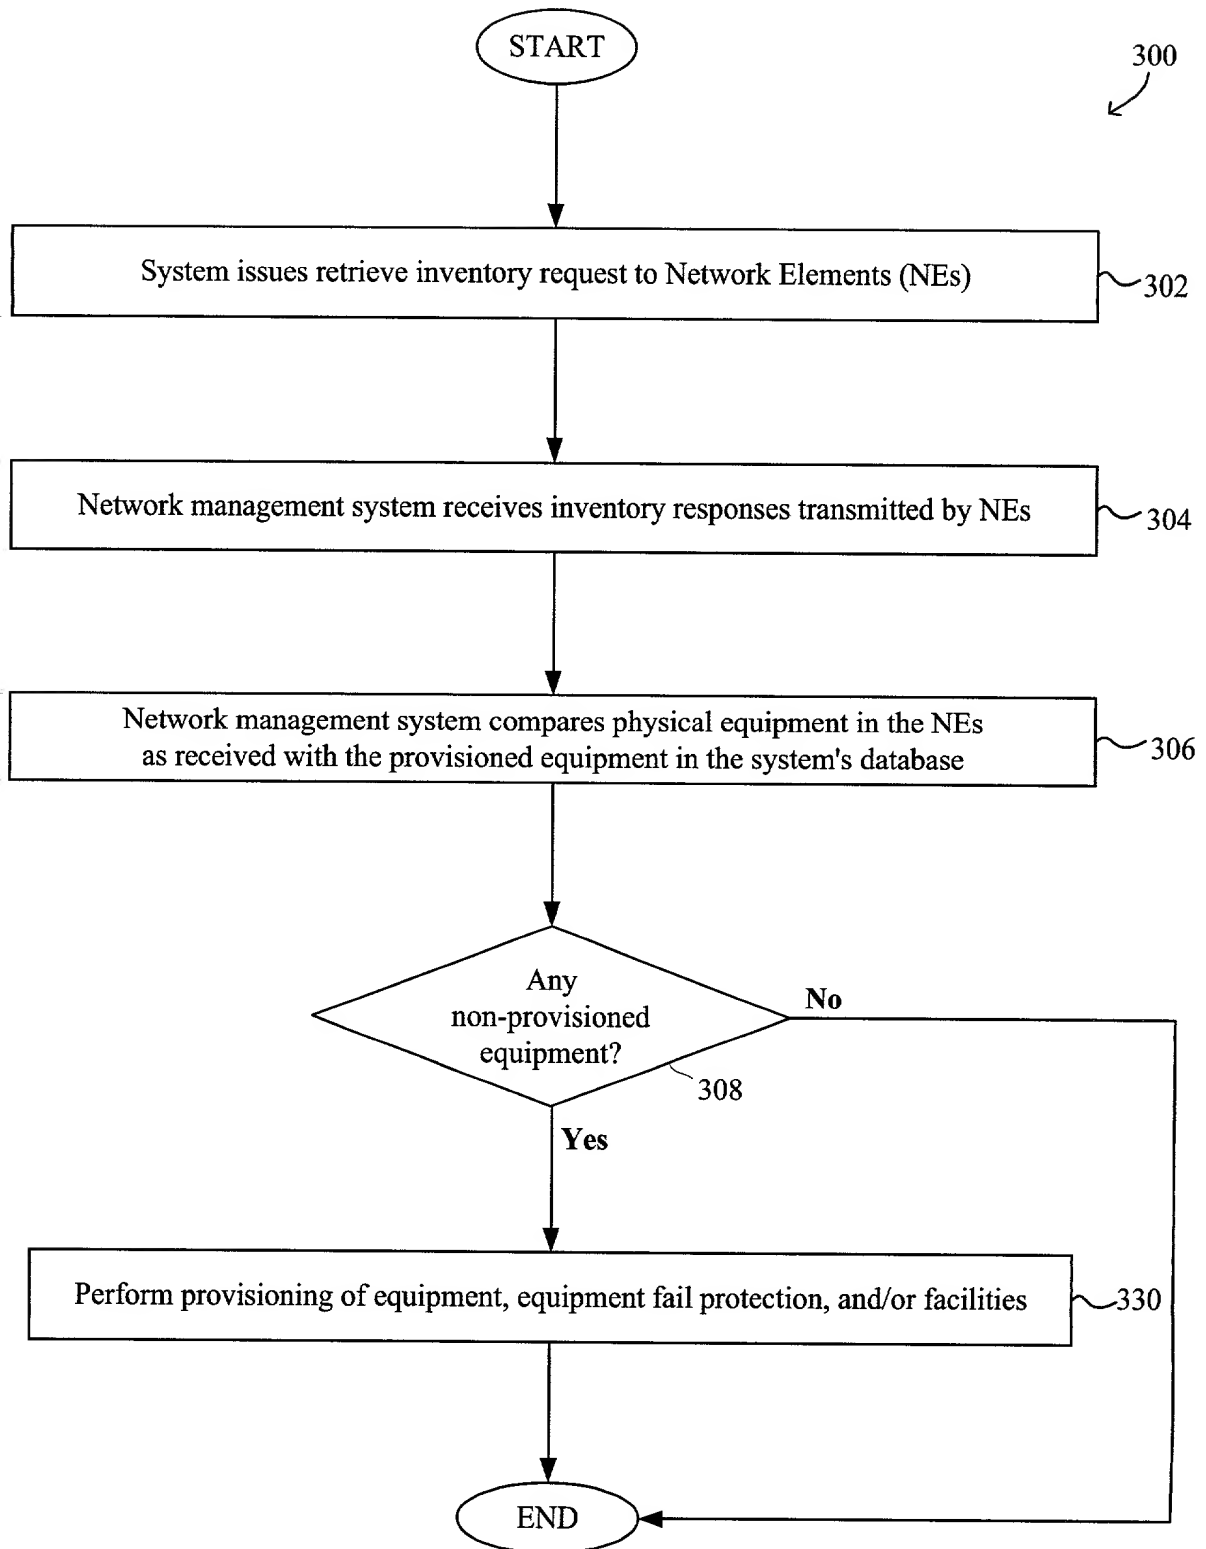 START
300
System issues retrieve inventory request to Network Elements (NEs)
302
Network management system receives inventory responses transmitted by NEs
304
Network management system compares physical equipment in the NEs
as received with the provisioned equipment in the system's database
306
Any
non-provisioned
equipment?
No
308
Yes
Perform provisioning of equipment, equipment fail protection, and/or facilities
330
END